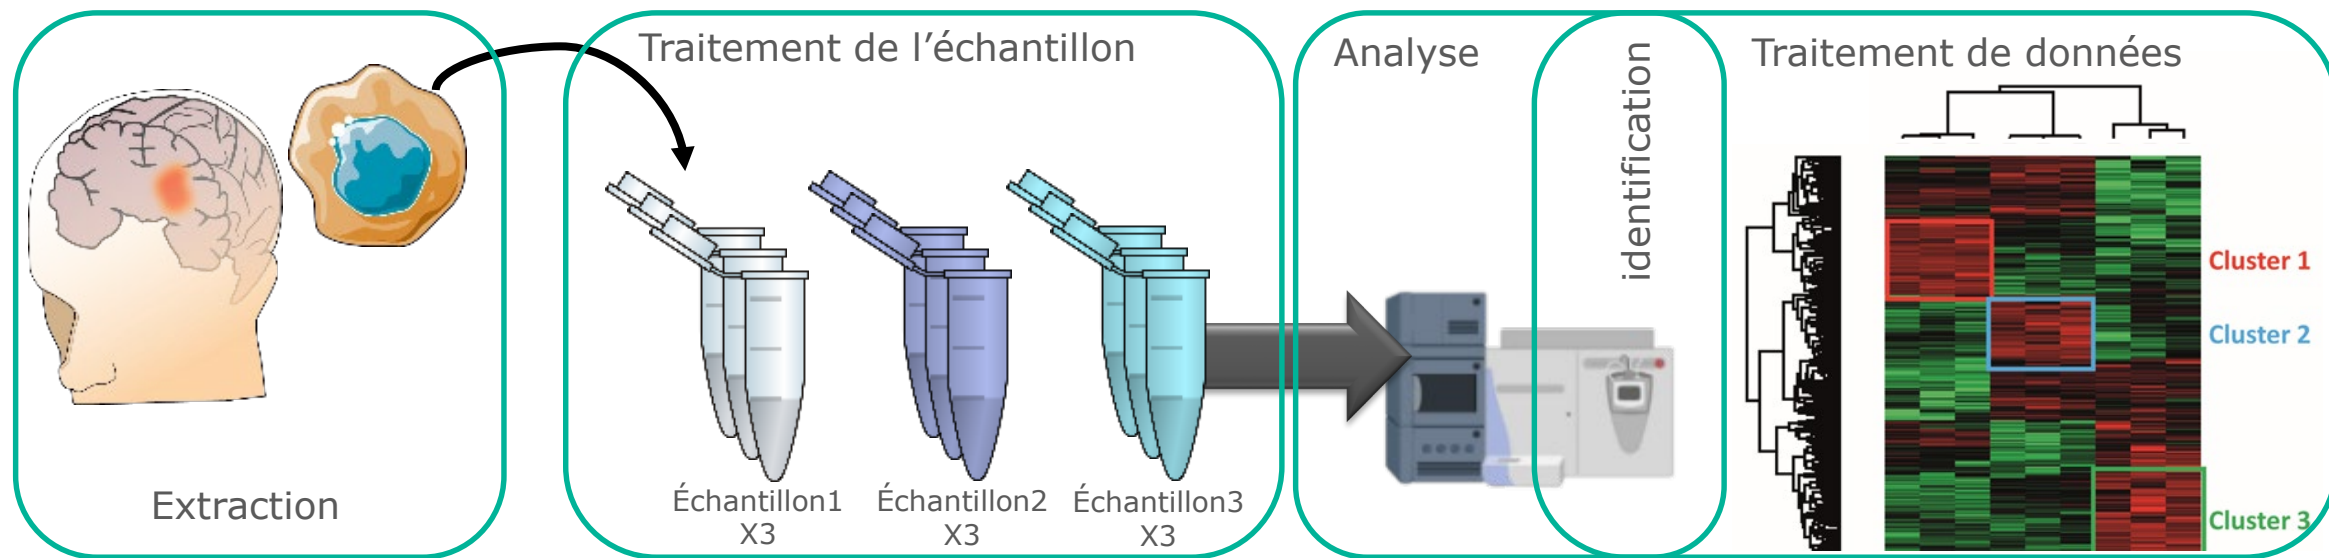 Extraction
Traitement de l’échantillon
Échantillon1
X3
Échantillon2
X3
Échantillon3
X3
Analyse
identification
Traitement de données
Cluster 1
Cluster 2
Cluster 3